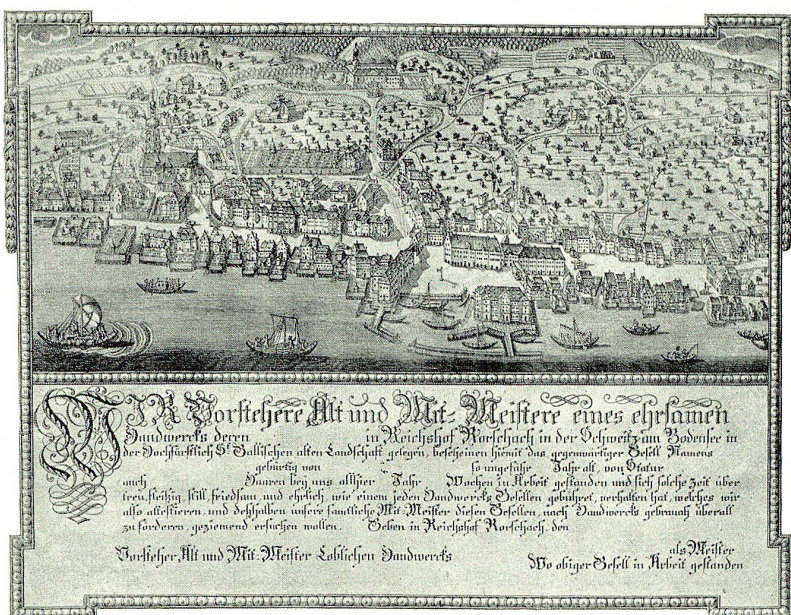 WIR Vorstehere Alt und Mit-Meistere eines ehrsamen
Handwercks deren in Reichshof Rorschach in der Schweitz am Bodensee in
der Hochfürstlich St Gallischen alten Landschaft gelegen, bescheinen hiemit das gegenwärtiger Gesell Namens
gebürtig von so ungefähr Jahr alt, von Statur
auch Haaren bey uns allhier Jahr Wochen in Arbeit gestanden und sich solche Zeit über
treu, fleißig, still, friedsam, und ehrlich, wie einem jeden Handwercks Gesellen gebühret, verhalten hat, welches wir
also attestieren, und deßhalben unsere samtliche Mit-Meister diesen Gesellen, nach Handwercks gebrauch überall
zu fördern, geziemend ersuchen wollen. Geben in Reichshof Rorschach, den
Vorsteher, Alt und Mit-Meister Loblichen Handwercks
als Meister
Wo obiger Gesell in Arbeit gestanden